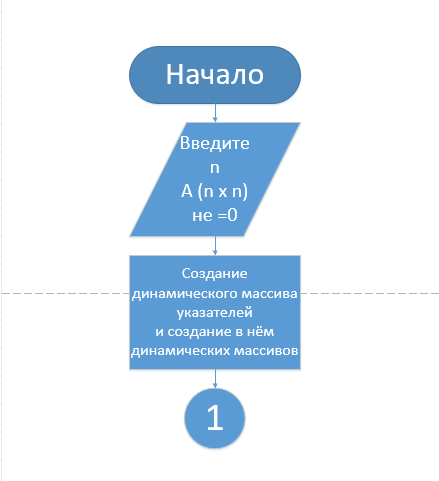 Начало
Введите
n
A (n x n)
не =0
Создание
динамического массива
указателей
и создание в нём
динамических массивов
1